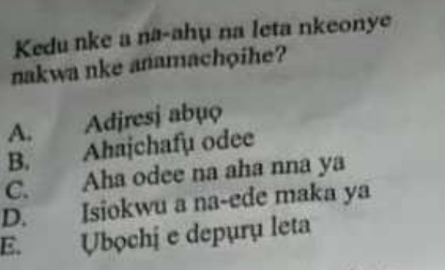 Kedu nke a na-ahụ na leta nkeonye
nakwa nke anamachọihe?
A. Adịresị abụọ
B. Ahajchafụ odee
C. Aha odee na aha nna ya
D. Isiokwu a na-ede maka ya
E. Ụbọchị e depụrụ leta